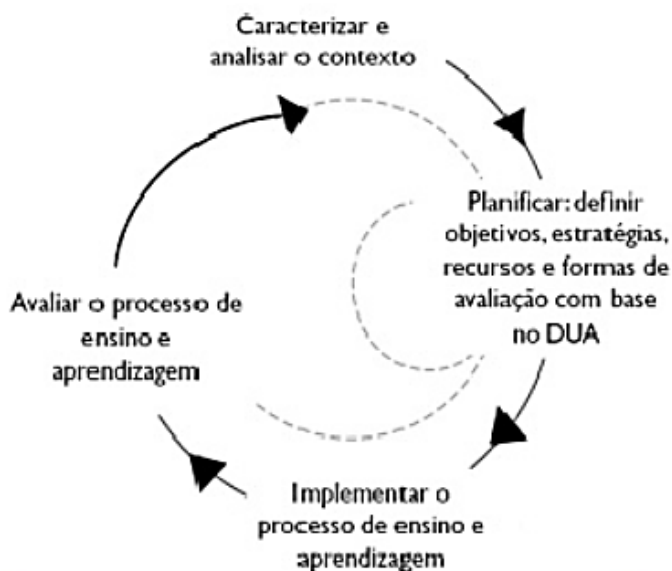 Caracterizar e
analisar o contexto
Planificar: definir
objetivos, estratégias,
recursos e formas de
avaliação com base
no DUA
Implementar o
processo de ensino e
aprendizagem
Avaliar o processo de
ensino e
aprendizagem